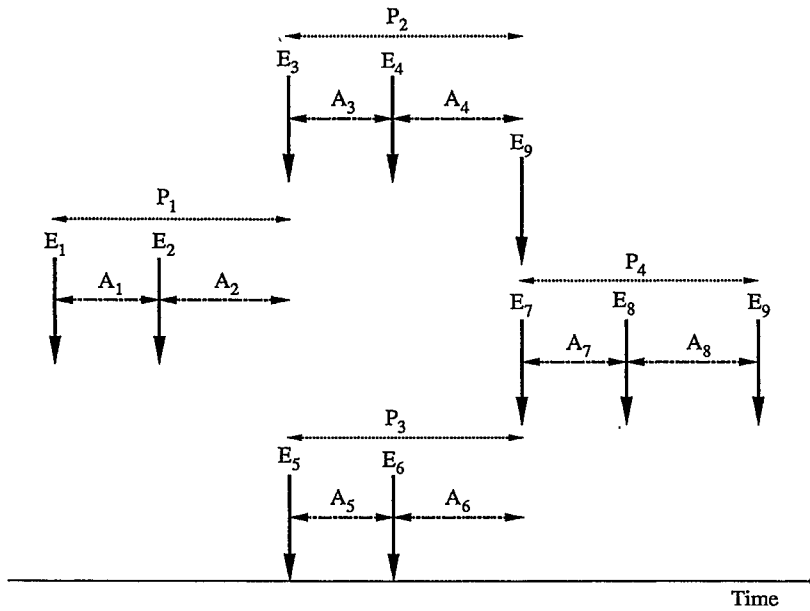 P₂
E₃ E₄
A₃ A₄
E₉
P₁
E₁ E₂
A₁ A₂
P₄
E₇ E₈ E₉
A₇ A₈
P₃
E₅ E₆
A₅ A₆
Time